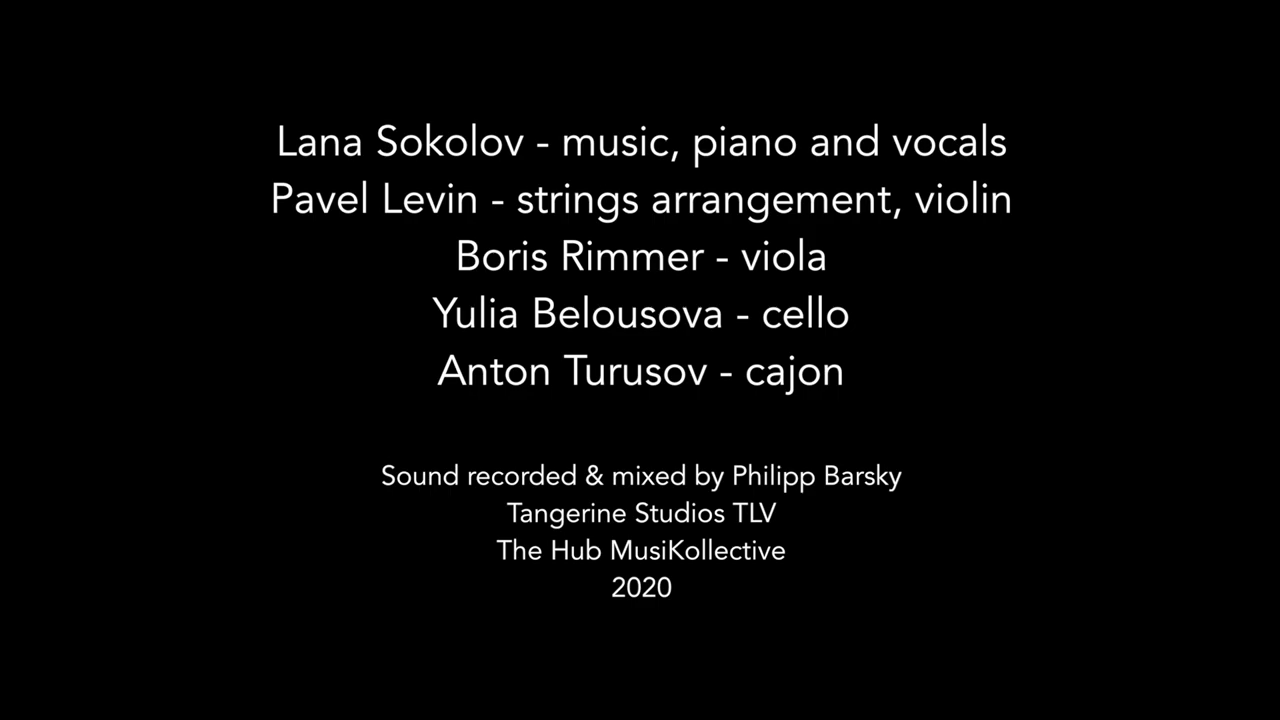 Lana Sokolov - music, piano and vocals
Pavel Levin - strings arrangement, violin
Boris Rimmer - viola
Yulia Belousova - cello
Anton Turusov - cajon
Sound recorded & mixed by Philipp Barsky
Tangerine Studios TLV
The Hub MusiKollective
2020